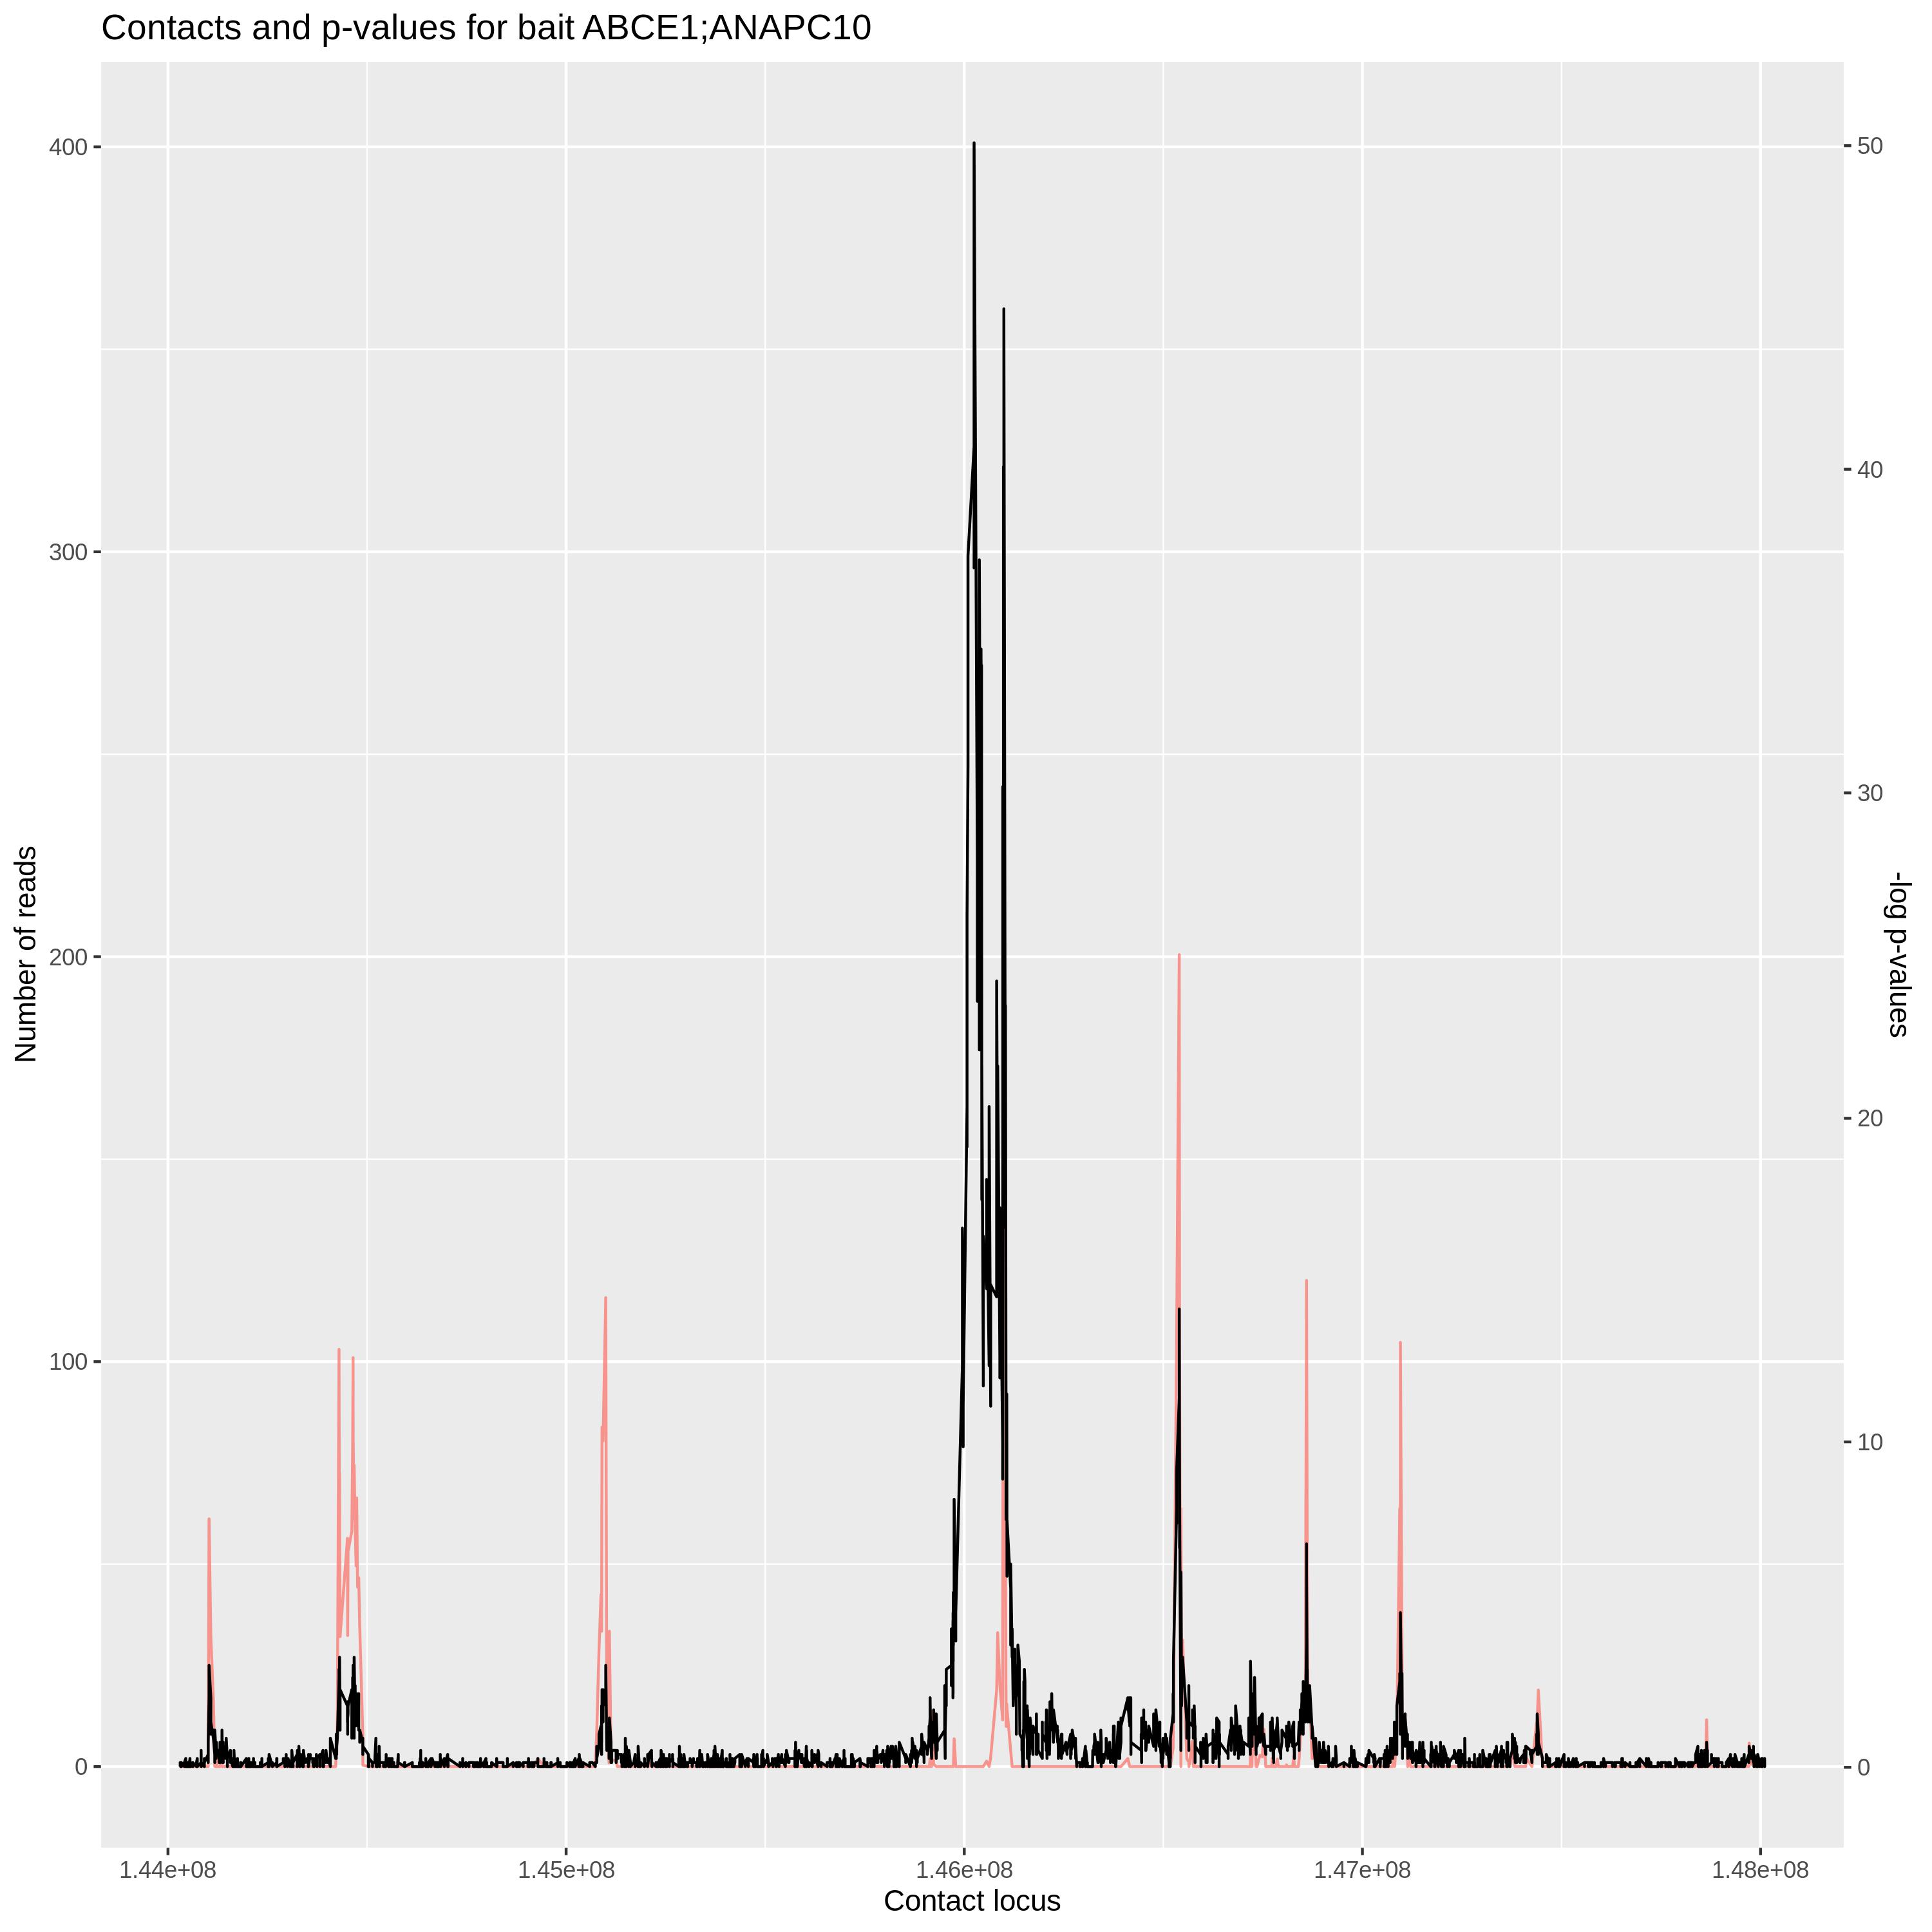 Contacts and p-values for bait ABCE1;ANAPC10
400
300
200
100
0
Number of reads
50
40
30
20
10
0
-log p-values
1.44e+08
1.45e+08
1.46e+08
1.47e+08
1.48e+08
Contact locus